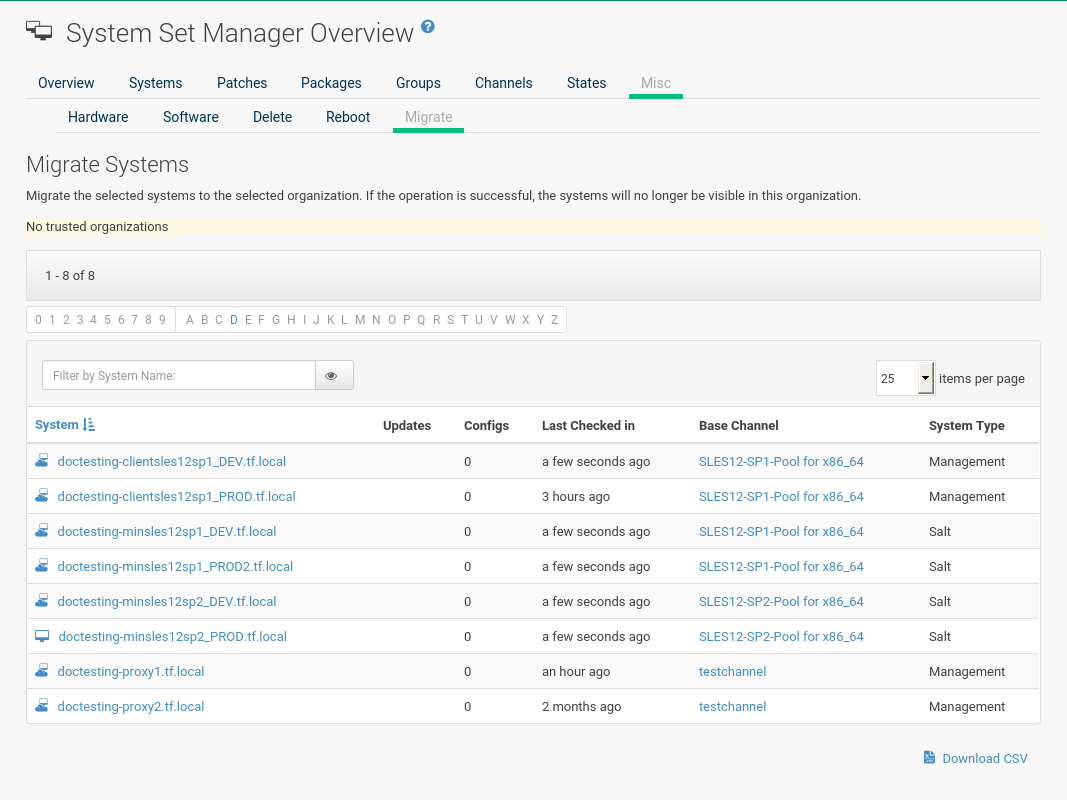 System Set Manager Overview ?
Overview Systems Patches Packages Groups Channels States Misc
Hardware Software Delete Reboot Migrate
Migrate Systems
Migrate the selected systems to the selected organization. If the operation is successful, the systems will no longer be visible in this organization.
No trusted organizations
1 - 8 of 8
0 1 2 3 4 5 6 7 8 9 A B C D E F G H I J K L M N O P Q R S T U V W X Y Z
Filter by System Name: 25 items per page
System Updates Configs Last Checked in Base Channel System Type
doctesting-clientsles12sp1_DEV.tf.local 0 a few seconds ago SLES12-SP1-Pool for x86_64 Management
doctesting-clientsles12sp1_PROD.tf.local 0 3 hours ago SLES12-SP1-Pool for x86_64 Management
doctesting-minsles12sp1_DEV.tf.local 0 a few seconds ago SLES12-SP1-Pool for x86_64 Salt
doctesting-minsles12sp1_PROD2.tf.local 0 a few seconds ago SLES12-SP1-Pool for x86_64 Salt
doctesting-minsles12sp2_DEV.tf.local 0 a few seconds ago SLES12-SP2-Pool for x86_64 Salt
doctesting-minsles12sp2_PROD.tf.local 0 a few seconds ago SLES12-SP2-Pool for x86_64 Salt
doctesting-proxy1.tf.local 0 an hour ago testchannel Management
doctesting-proxy2.tf.local 0 2 months ago testchannel Management
Download CSV